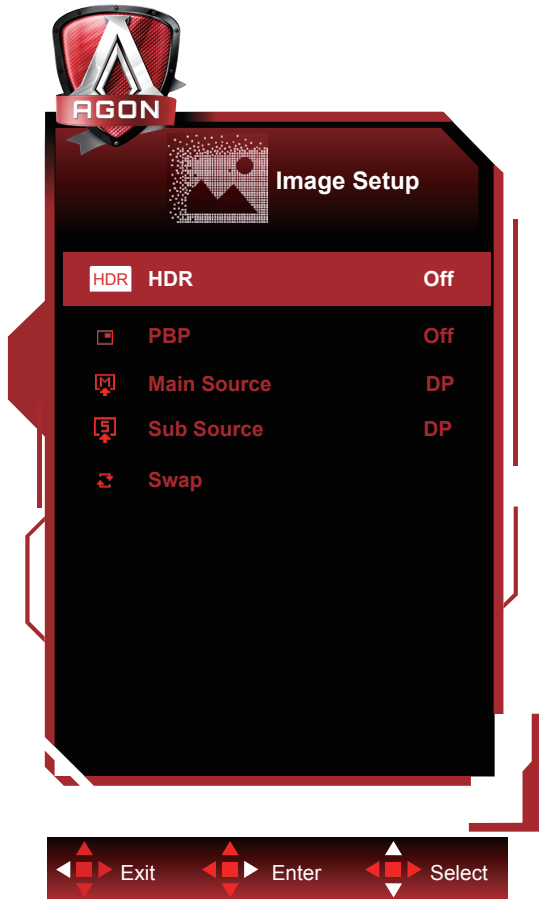 AGON
Image Setup
HDR HDR Off
PBP Off
M Main Source DP
S Sub Source DP
Swap
Exit Enter Select